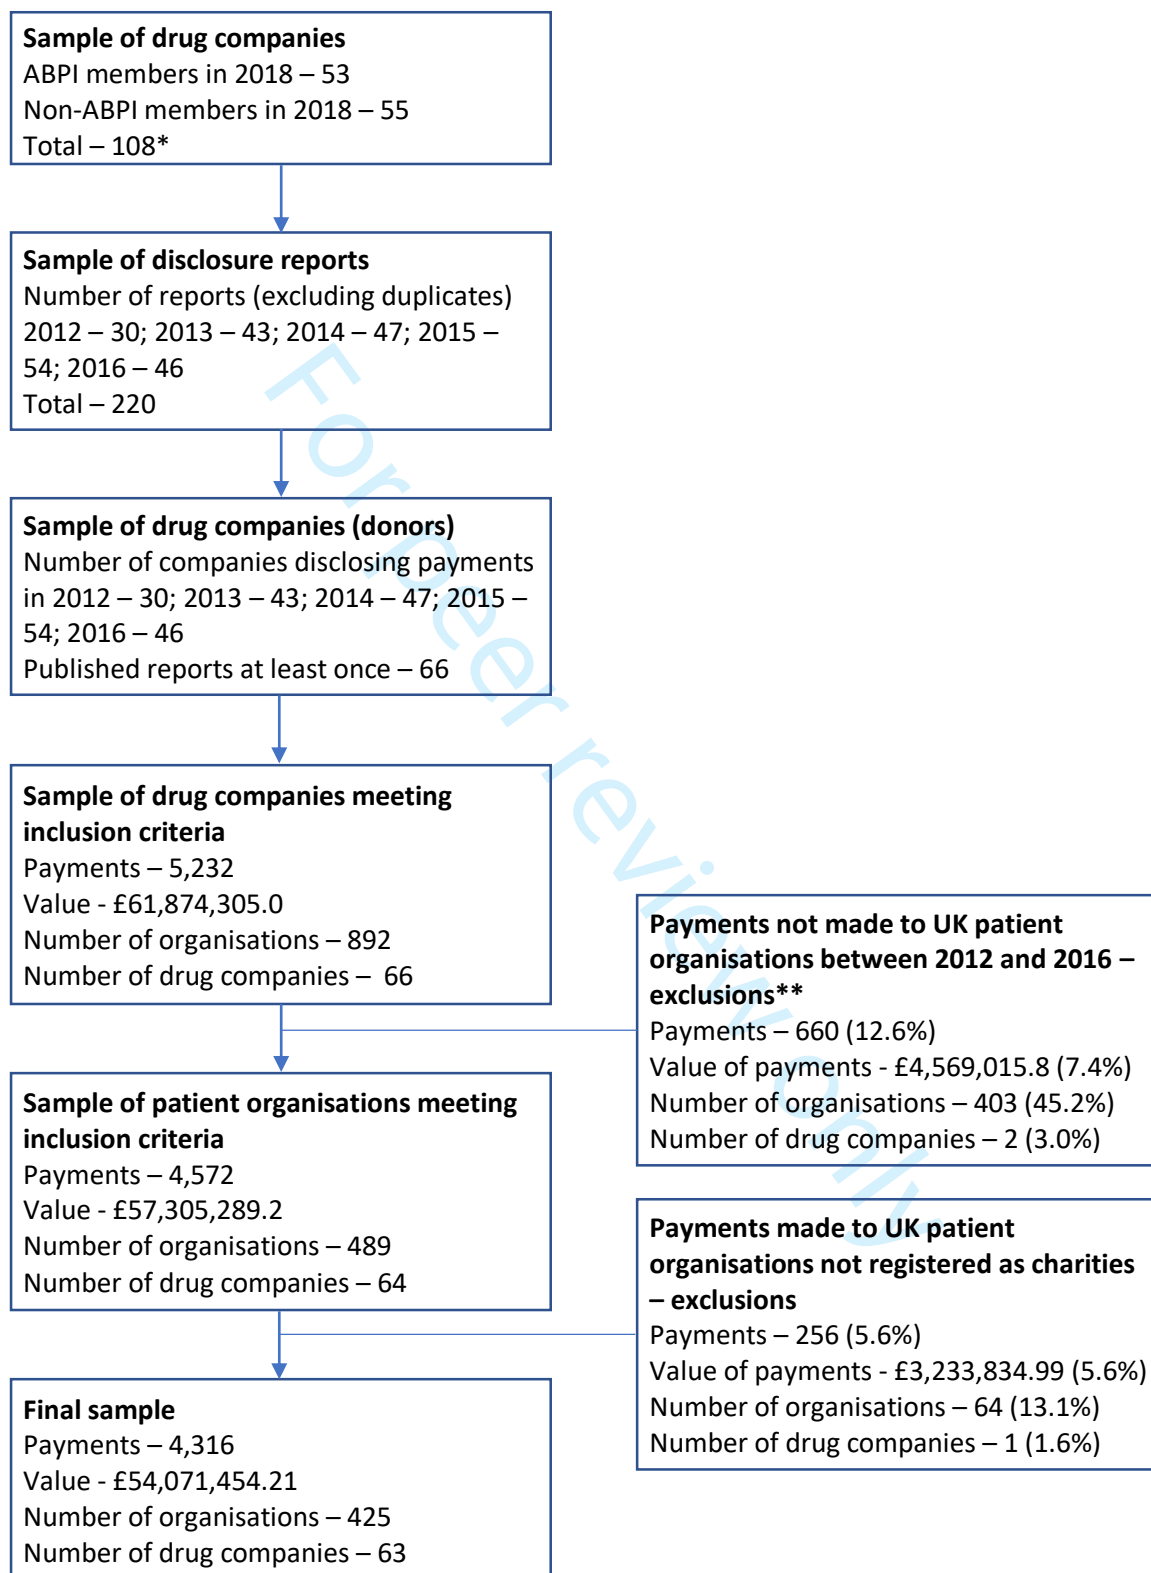 Sample of drug companies
ABPI members in 2018 – 53
Non-ABPI members in 2018 – 55
Total – 108*
Sample of disclosure reports
Number of reports (excluding duplicates)
2012 – 30; 2013 – 43; 2014 – 47; 2015 –
54; 2016 – 46
Total – 220
Sample of drug companies (donors)
Number of companies disclosing payments
in 2012 – 30; 2013 – 43; 2014 – 47; 2015 –
54; 2016 – 46
Published reports at least once – 66
Sample of drug companies meeting
inclusion criteria
Payments – 5,232
Value - £61,874,305.0
Number of organisations – 892
Number of drug companies – 66
Payments not made to UK patient
organisations between 2012 and 2016 –
exclusions**
Payments – 660 (12.6%)
Value of payments - £4,569,015.8 (7.4%)
Number of organisations – 403 (45.2%)
Number of drug companies – 2 (3.0%)
Sample of patient organisations meeting
inclusion criteria
Payments – 4,572
Value - £57,305,289.2
Number of organisations – 489
Number of drug companies – 64
Payments made to UK patient
organisations not registered as charities
– exclusions
Payments – 256 (5.6%)
Value of payments - £3,233,834.99 (5.6%)
Number of organisations – 64 (13.1%)
Number of drug companies – 1 (1.6%)
Final sample
Payments – 4,316
Value - £54,071,454.21
Number of organisations – 425
Number of drug companies – 63
For peer review only